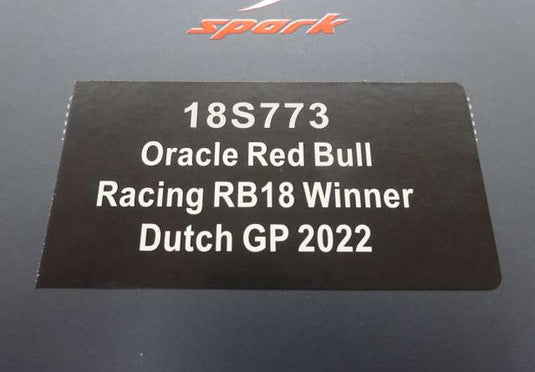 spark
18S773
Oracle Red Bull
Racing RB18 Winner
Dutch GP 2022